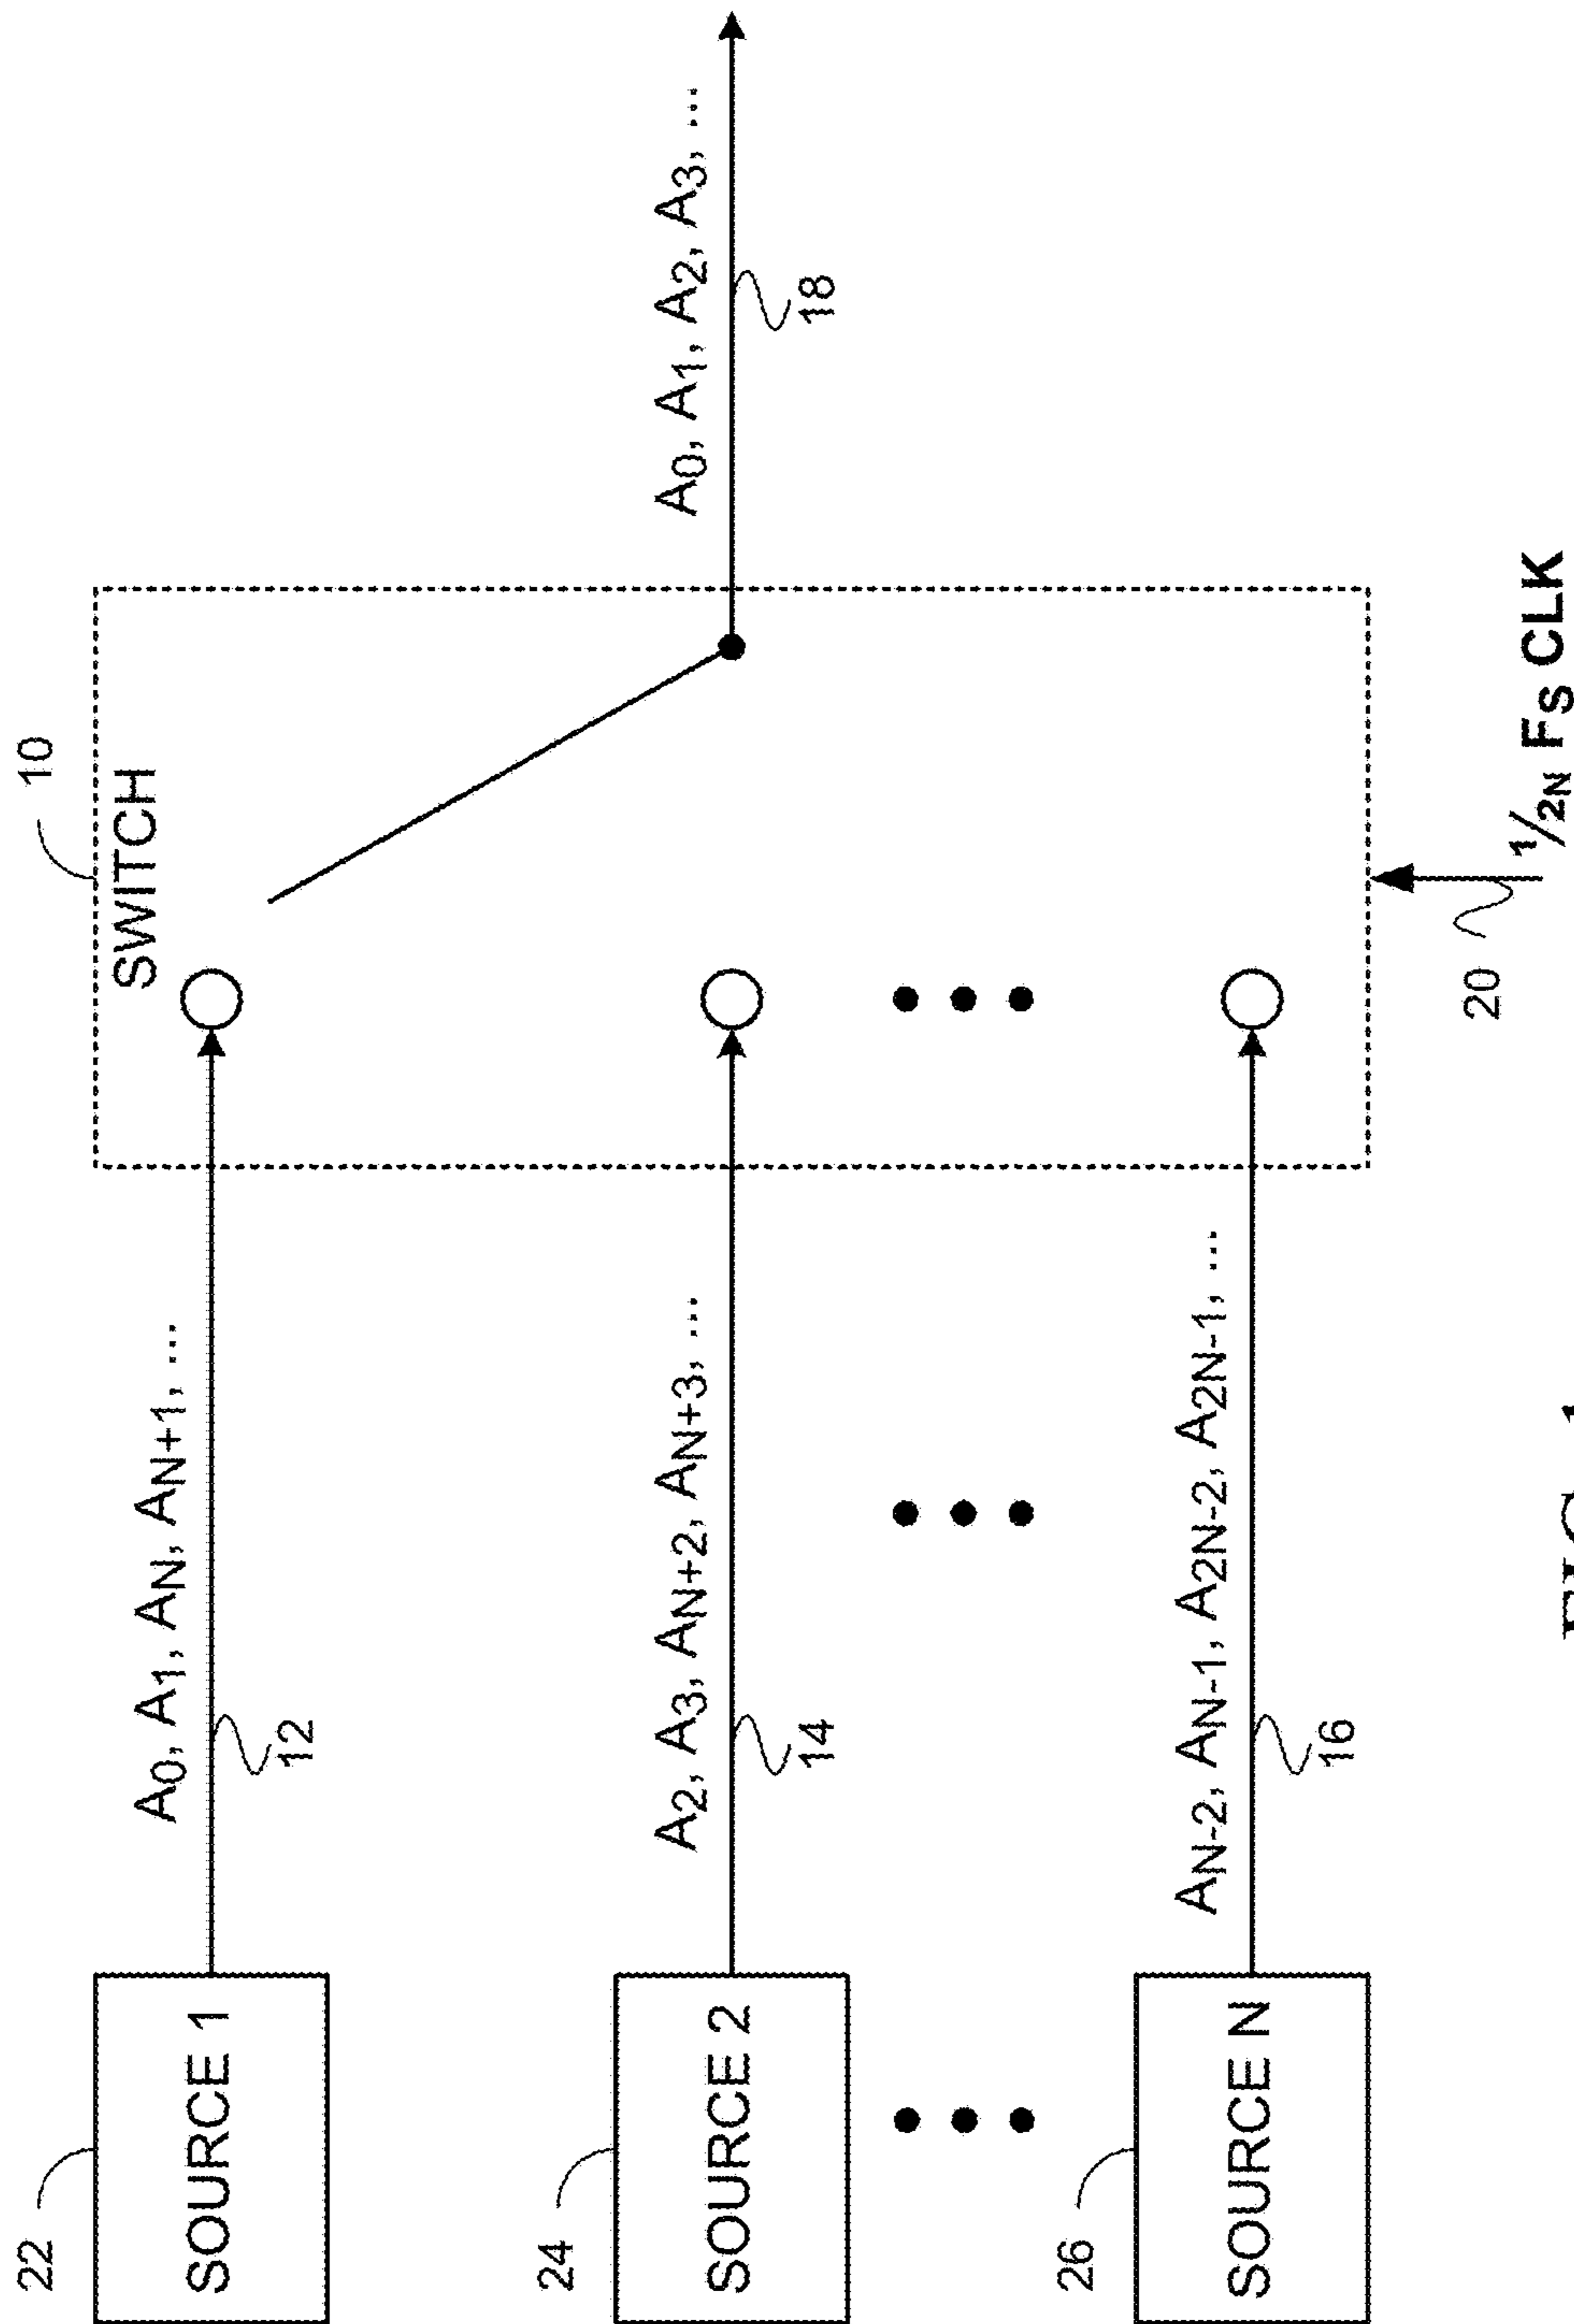 10
SWITCH
22
SOURCE 1
A0, A1, AN, AN+1, ...
12
24
SOURCE 2
A2, A3, AN+2, AN+3, ...
14
A0, A1, A2, A3, ...
18
26
SOURCE N
AN-2, AN-1, A2N-2, A2N-1, ...
16
20
1/2N FS CLK
FIG. 1